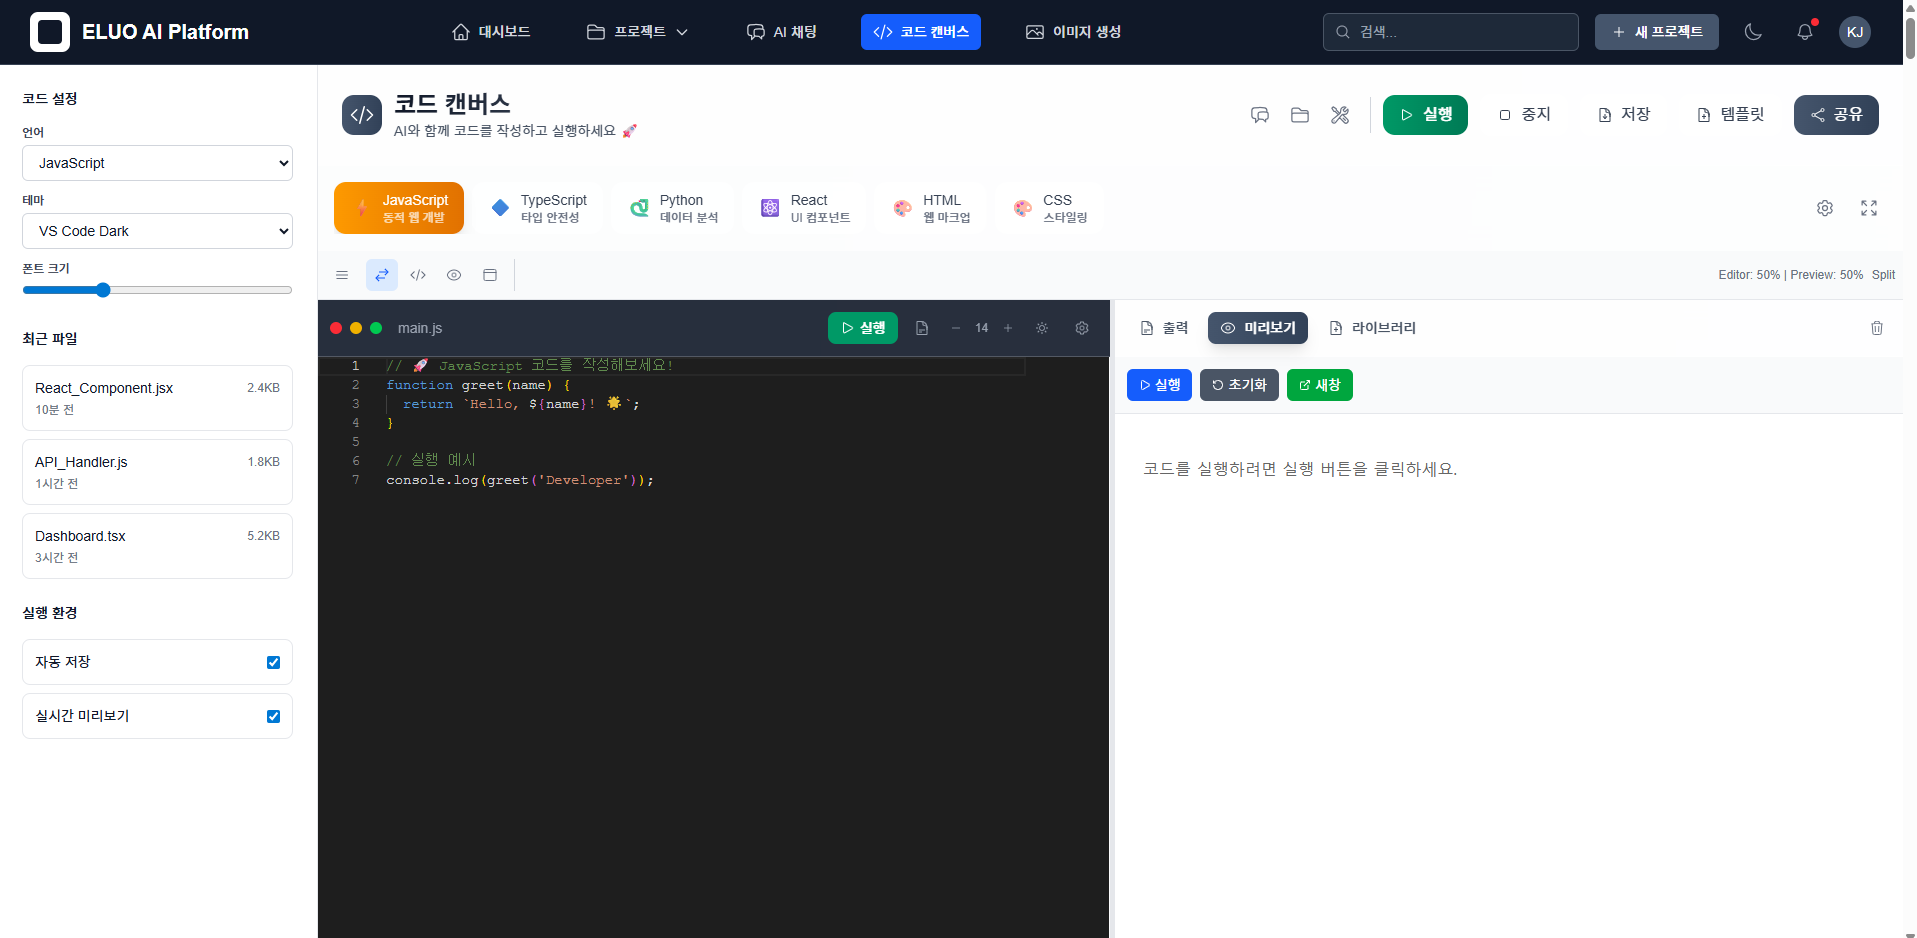 ELUO AI Platform
대시보드
프로젝트
AI 채팅
코드 캔버스
이미지 생성
검색...
새 프로젝트
KJ
코드 설정
언어
JavaScript
테마
VS Code Dark
폰트 크기
최근 파일
React_Component.jsx 2.4KB
10분 전
API_Handler.js 1.8KB
1시간 전
Dashboard.tsx 5.2KB
3시간 전
실행 환경
자동 저장
실시간 미리보기
코드 캔버스
AI와 함께 코드를 작성하고 실행하세요 🚀
실행
중지
저장
템플릿
공유
JavaScript
동적 웹 개발
TypeScript
타입 안전성
Python
데이터 분석
React
UI 컴포넌트
HTML
웹 마크업
CSS
스타일링
Editor: 50% | Preview: 50% Split
main.js
실행
14
1 // 🚀 JavaScript 코드를 작성해보세요!
2 function greet(name) {
3 return `Hello, ${name}! 🌟`;
4 }
5
6 // 실행 예시
7 console.log(greet('Developer'));
출력
미리보기
라이브러리
실행
초기화
새창
코드를 실행하려면 실행 버튼을 클릭하세요.